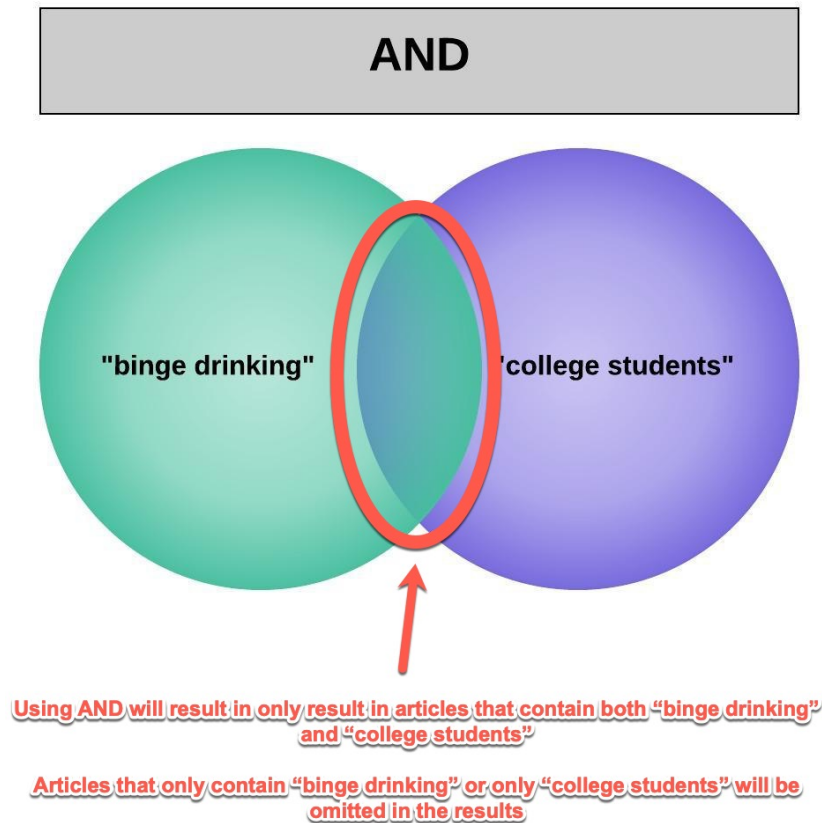 AND
"binge drinking"
"college students"
Using AND will result in only result in articles that contain both “binge drinking”
and “college students”
Articles that only contain “binge drinking” or only “college students” will be
omitted in the results